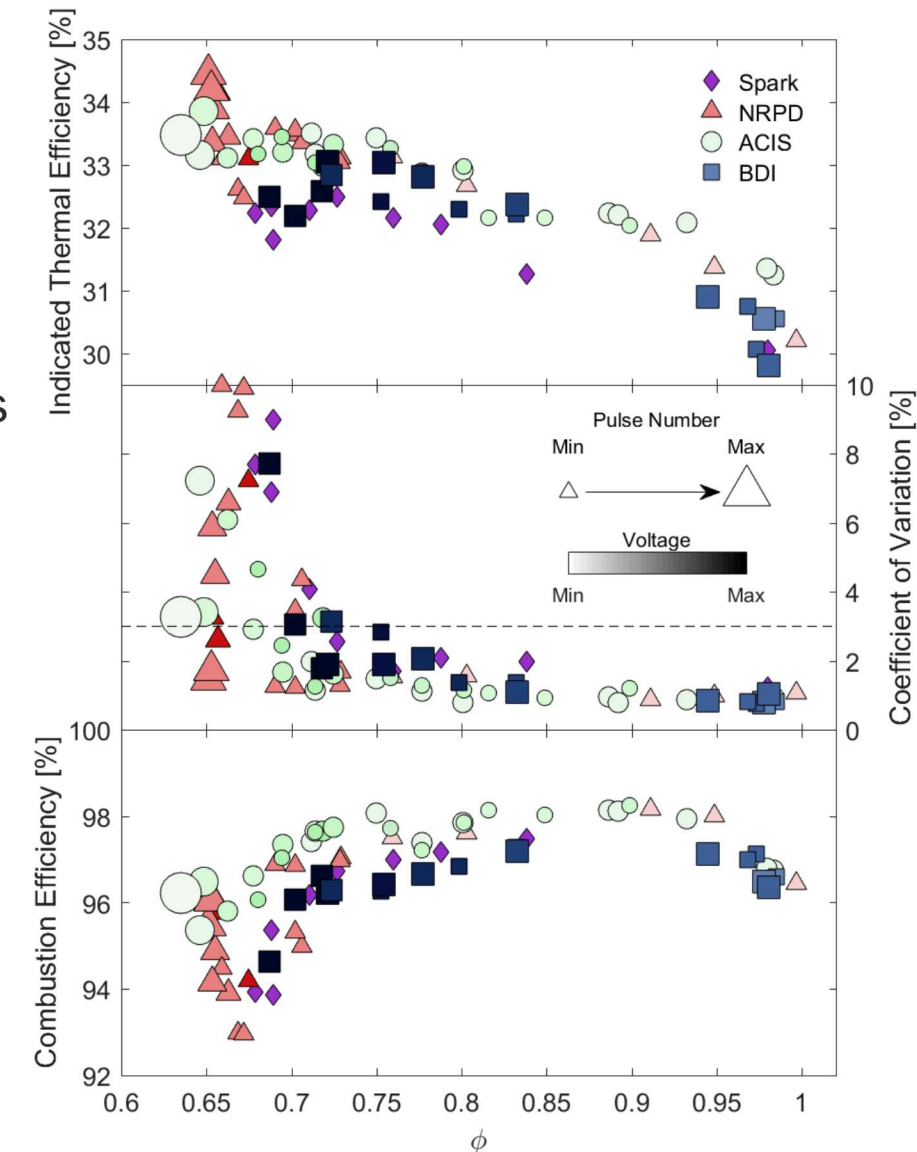 Indicated Thermal Efficiency [%]
35
34
33
32
31
30
Spark
NRPD
ACIS
BDI
s
Coefficient of Variation [%]
10
8
6
4
2
0
Pulse Number
Min Max
Voltage
Min Max
Combustion Efficiency [%]
100
98
96
94
92
0.6 0.65 0.7 0.75 0.8 0.85 0.9 0.95 1
ϕ